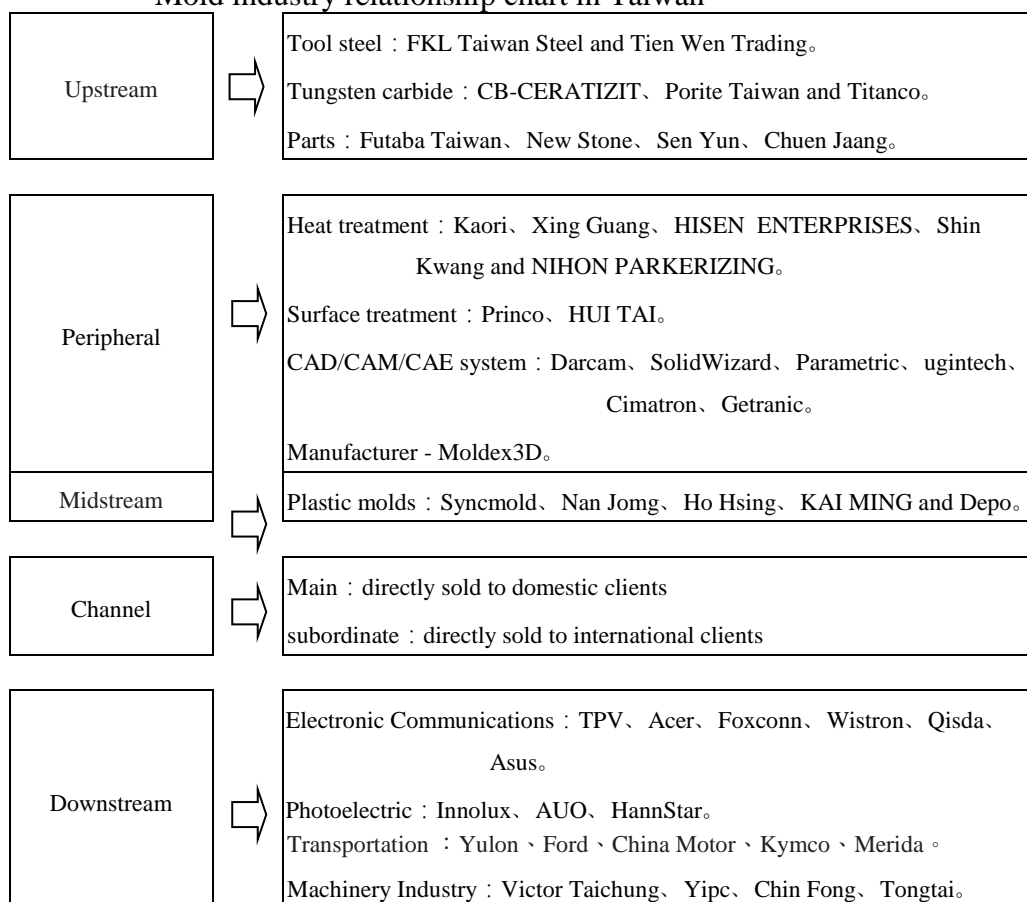 Mold industry relationship chart in Taiwan
Upstream
Tool steel：FKL Taiwan Steel and Tien Wen Trading。
Tungsten carbide：CB-CERATIZIT、Porite Taiwan and Titanco。
Parts：Futaba Taiwan、New Stone、Sen Yun、Chuen Jaang。
Peripheral
Heat treatment：Kaori、Xing Guang、HISEN ENTERPRISES、Shin
Kwang and NIHON PARKERIZING。
Surface treatment：Princo、HUI TAI。
CAD/CAM/CAE system：Darcam、SolidWizard、Parametric、ugintech、
Cimatron、Getranic。
Manufacturer - Moldex3D。
Midstream
Plastic molds：Syncmold、Nan Jomg、Ho Hsing、KAI MING and Depo。
Channel
Main：directly sold to domestic clients
subordinate：directly sold to international clients
Downstream
Electronic Communications：TPV、Acer、Foxconn、Wistron、Qisda、
Asus。
Photoelectric：Innolux、AUO、HannStar。
Transportation ：Yulon、Ford、China Motor、Kymco、Merida。
Machinery Industry：Victor Taichung、Yipc、Chin Fong、Tongtai。